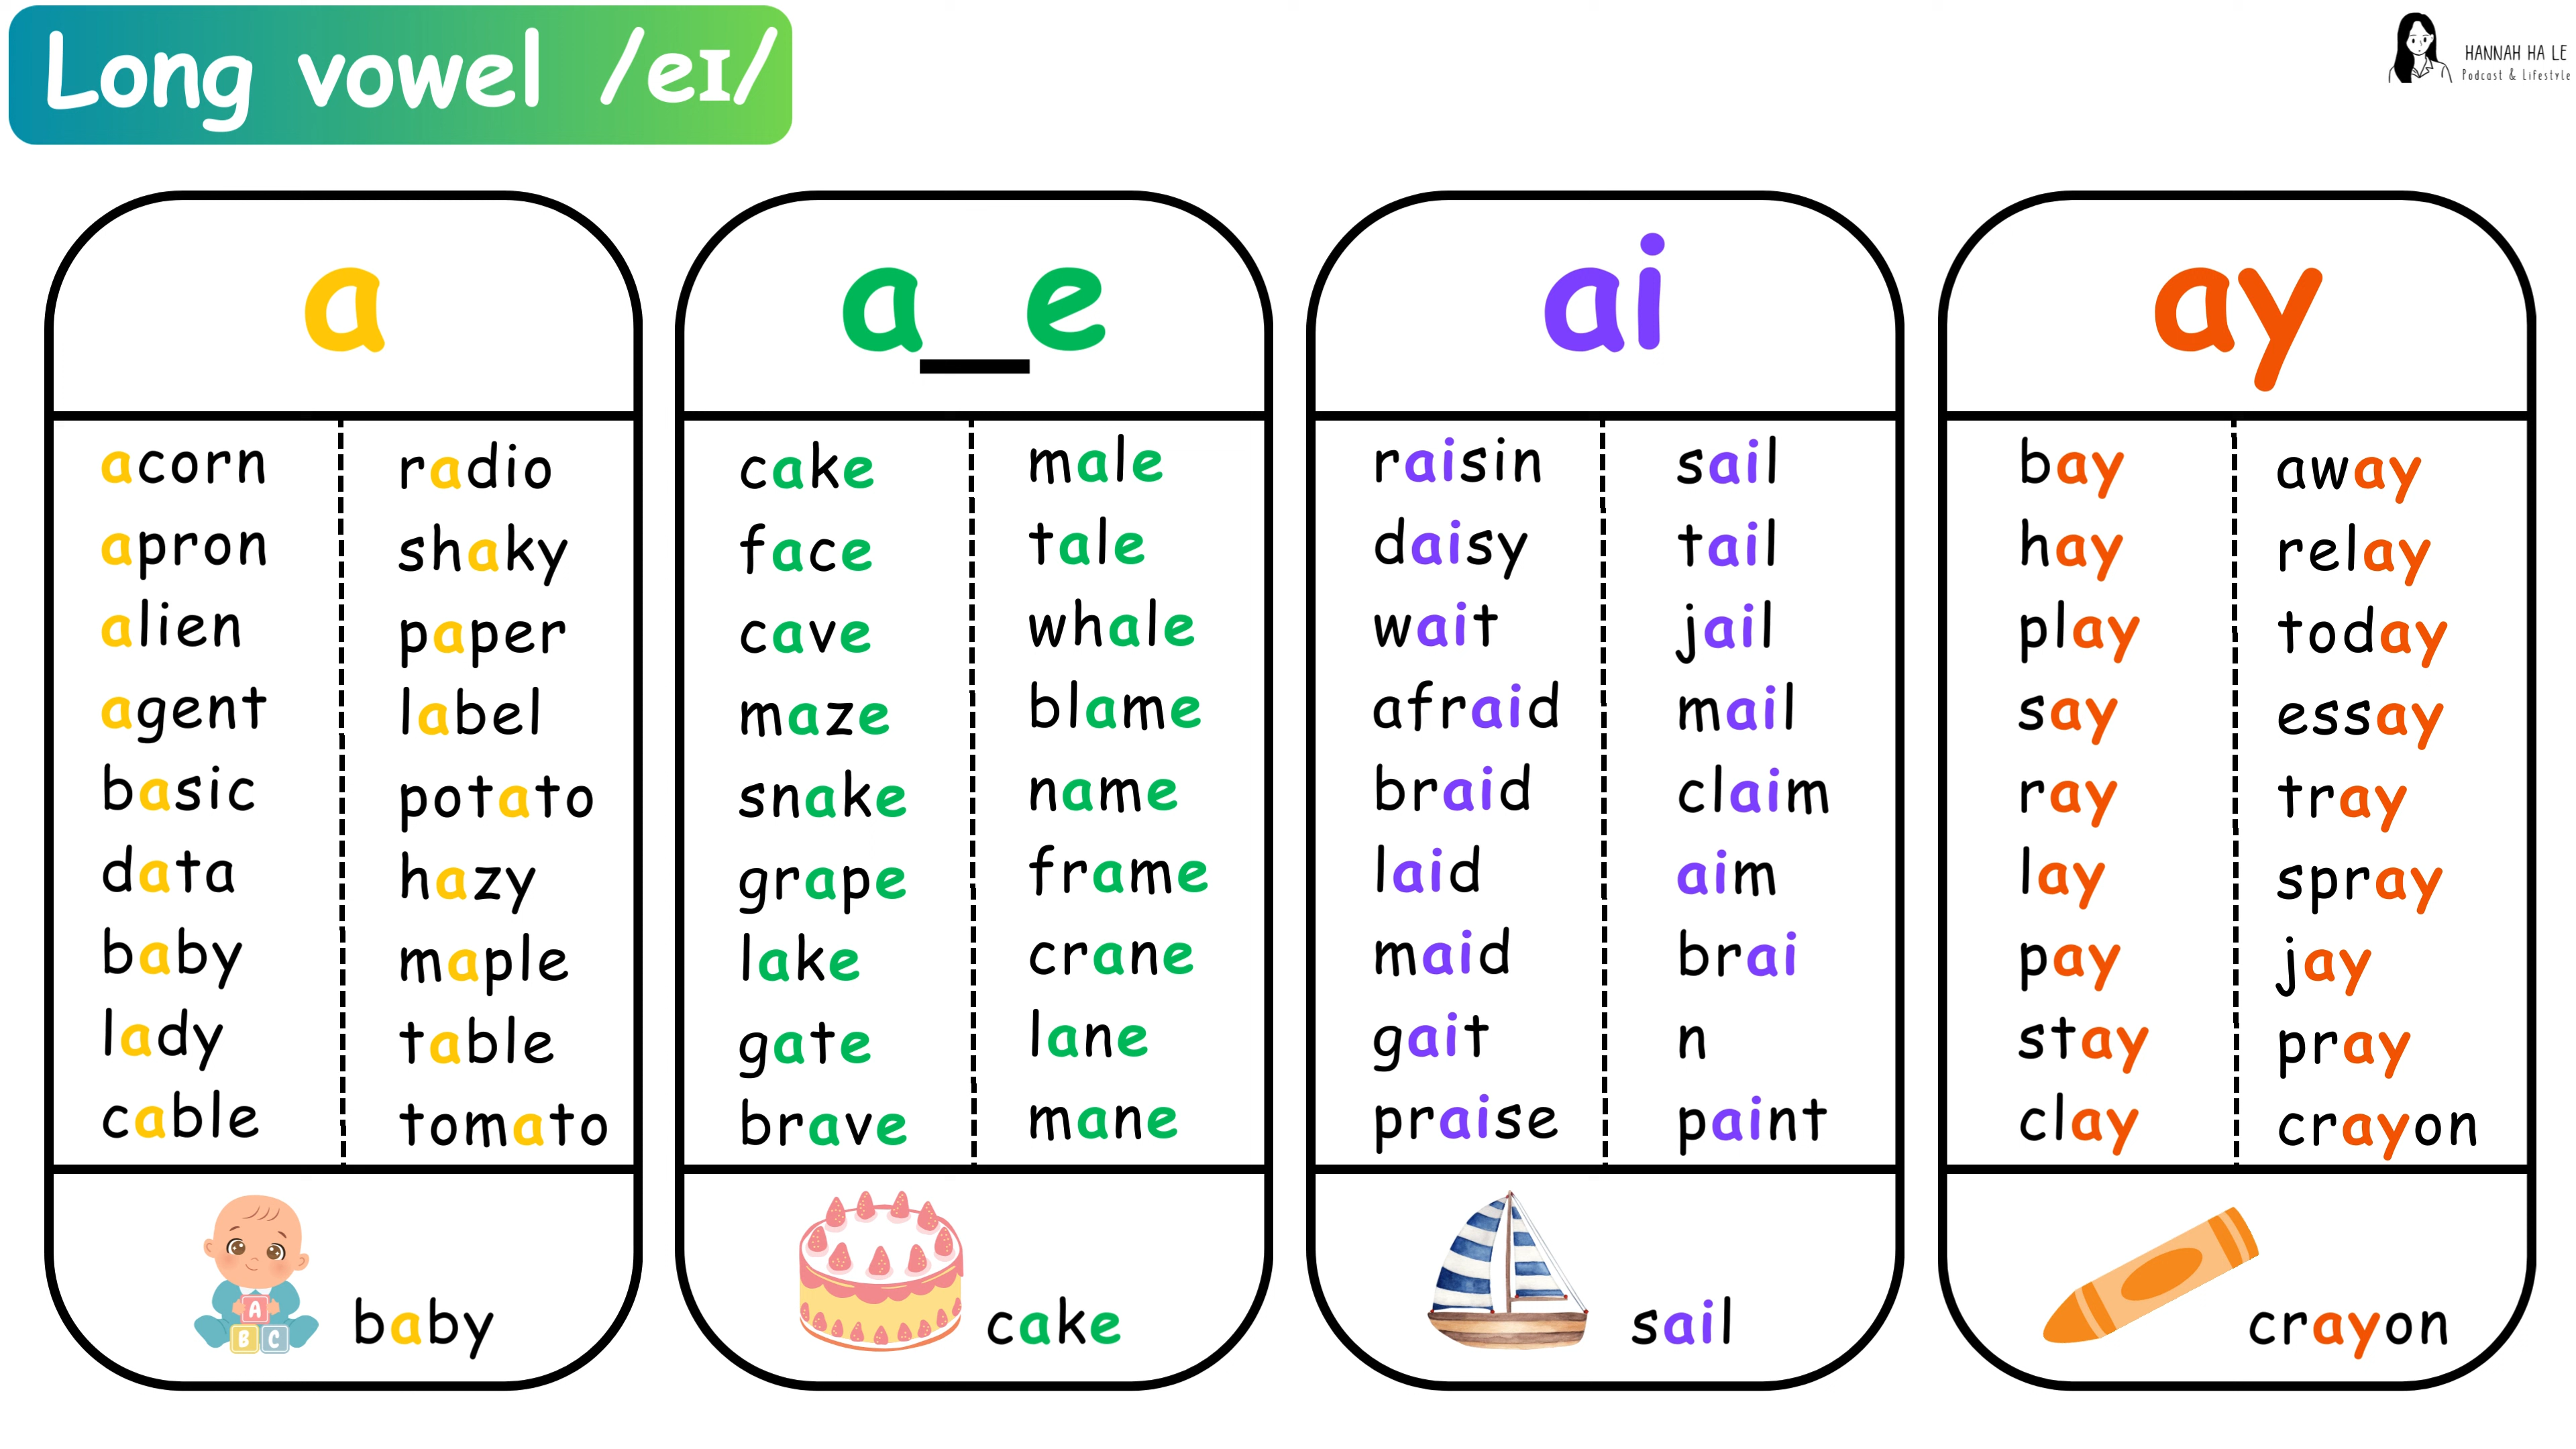 Long vowel /eɪ/
HANNAH HA LE
Podcast & Lifestyle
a
acorn
apron
alien
agent
basic
data
baby
lady
cable
radio
shaky
paper
label
potato
hazy
maple
table
tomato
A
B C
baby
a_e
cake
face
cave
maze
snake
grape
lake
gate
brave
male
tale
whale
blame
name
frame
crane
lane
mane
cake
ai
raisin
daisy
wait
afraid
braid
laid
maid
gait
praise
sail
tail
jail
mail
claim
aim
brai
n
paint
sail
ay
bay
hay
play
say
ray
lay
pay
stay
clay
away
relay
today
essay
tray
spray
jay
pray
crayon
crayon